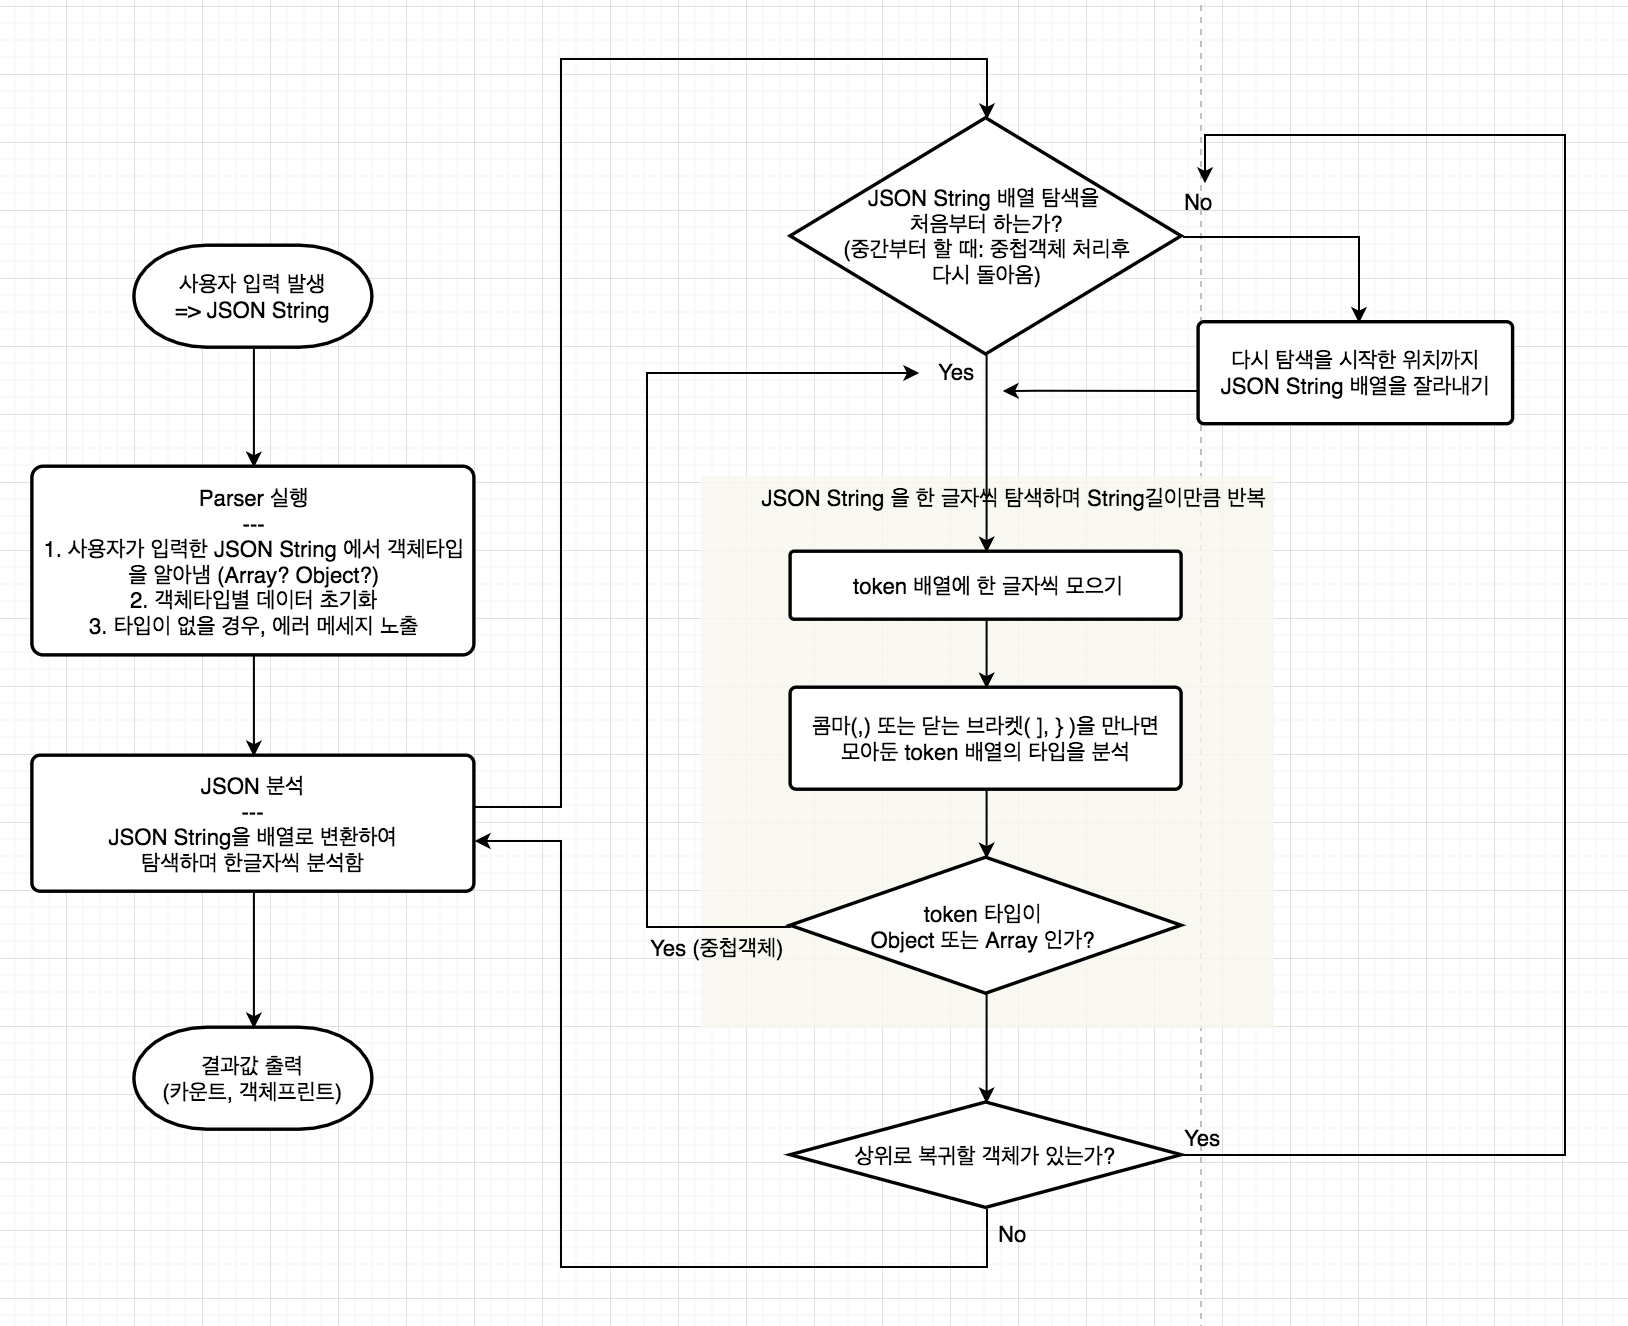 사용자 입력 발생
=> JSON String
Parser 실행
---
1. 사용자가 입력한 JSON String 에서 객체타입
을 알아냄 (Array? Object?)
2. 객체타입별 데이터 초기화
3. 타입이 없을 경우, 에러 메세지 노출
JSON 분석
---
JSON String을 배열로 변환하여
탐색하며 한글자씩 분석함
결과값 출력
(카운트, 객체프린트)
JSON String 배열 탐색을
처음부터 하는가?
(중간부터 할 때: 중첩객체 처리후
다시 돌아옴)
No
다시 탐색을 시작한 위치까지
JSON String 배열을 잘라내기
Yes
JSON String 을 한 글자씩 탐색하며 String길이만큼 반복
token 배열에 한 글자씩 모으기
콤마(,) 또는 닫는 브라켓( ], } )을 만나면
모아둔 token 배열의 타입을 분석
token 타입이
Object 또는 Array 인가?
Yes (중첩객체)
상위로 복귀할 객체가 있는가?
Yes
No